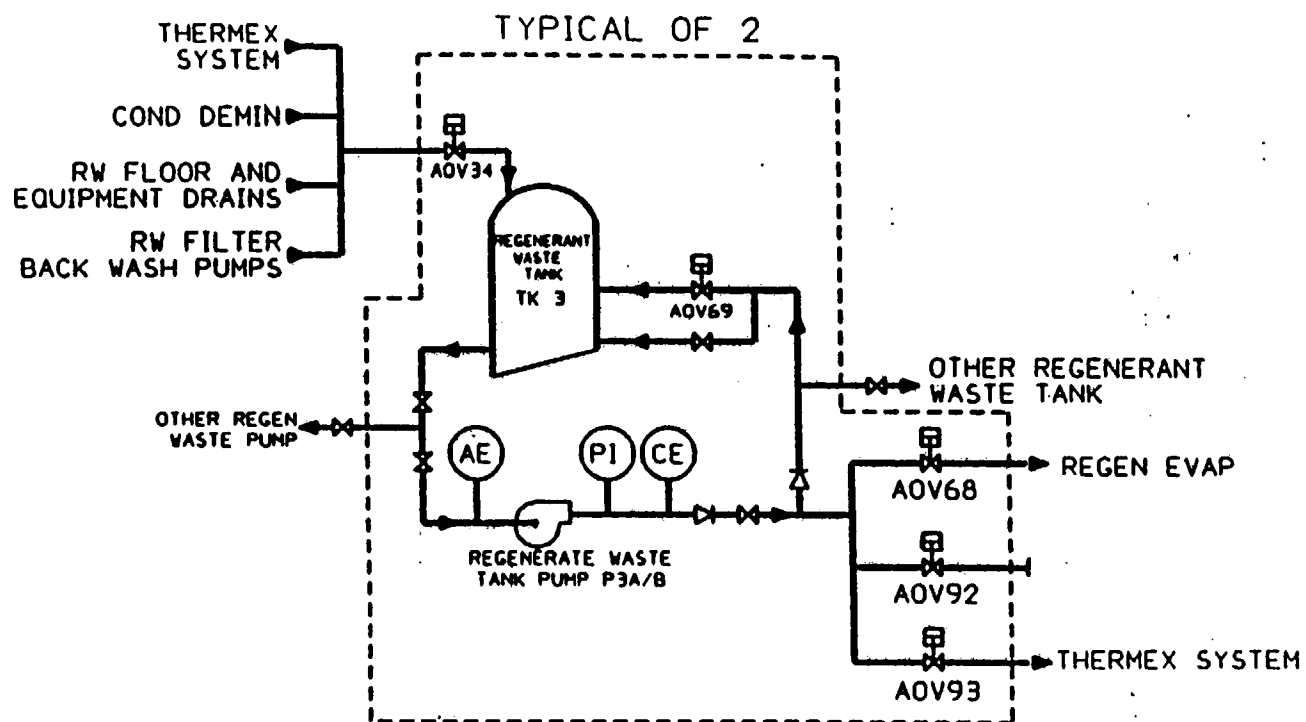 TYPICAL OF 2
THERMEX
SYSTEM
COND DEMIN
RW FLOOR AND
EQUIPMENT DRAINS
RW FILTER
BACK WASH PUMPS
AOV34
REGENERANT
WASTE
TANK
TK 3
AOV69
OTHER REGENERANT
WASTE TANK
OTHER REGEN
WASTE PUMP
AE
PI
CE
REGENERATE WASTE
TANK PUMP P3A/B
AOV68
REGEN EVAP
AOV92
AOV93
THERMEX SYSTEM